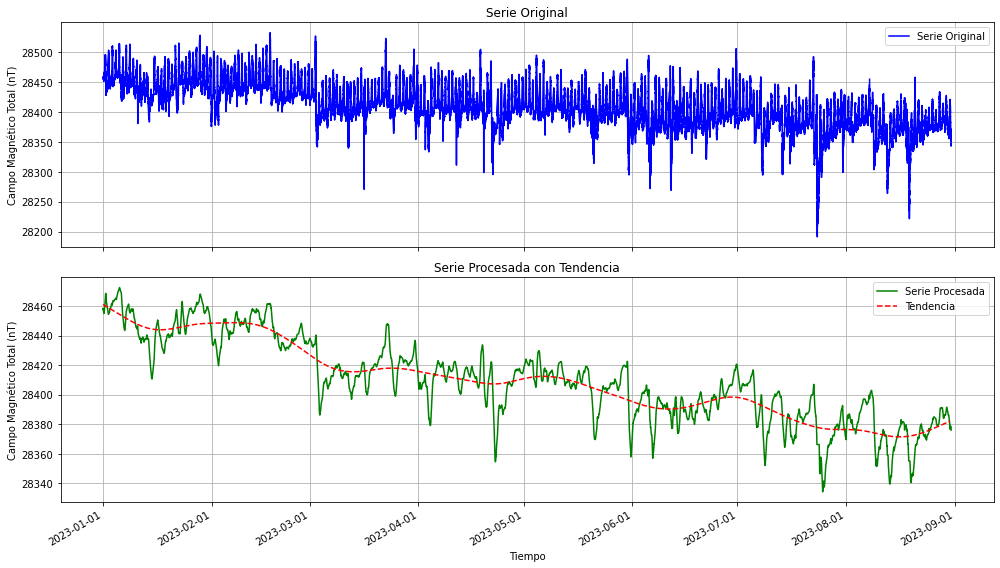 Serie Original
Campo Magnético Total (nT)
28500
28450
28400
28350
28300
28250
28200
Serie Original
Serie Procesada con Tendencia
Campo Magnético Total (nT)
28460
28440
28420
28400
28380
28360
28340
Serie Procesada
Tendencia
2023-01-01
2023-02-01
2023-03-01
2023-04-01
2023-05-01
2023-06-01
2023-07-01
2023-08-01
2023-09-01
Tiempo